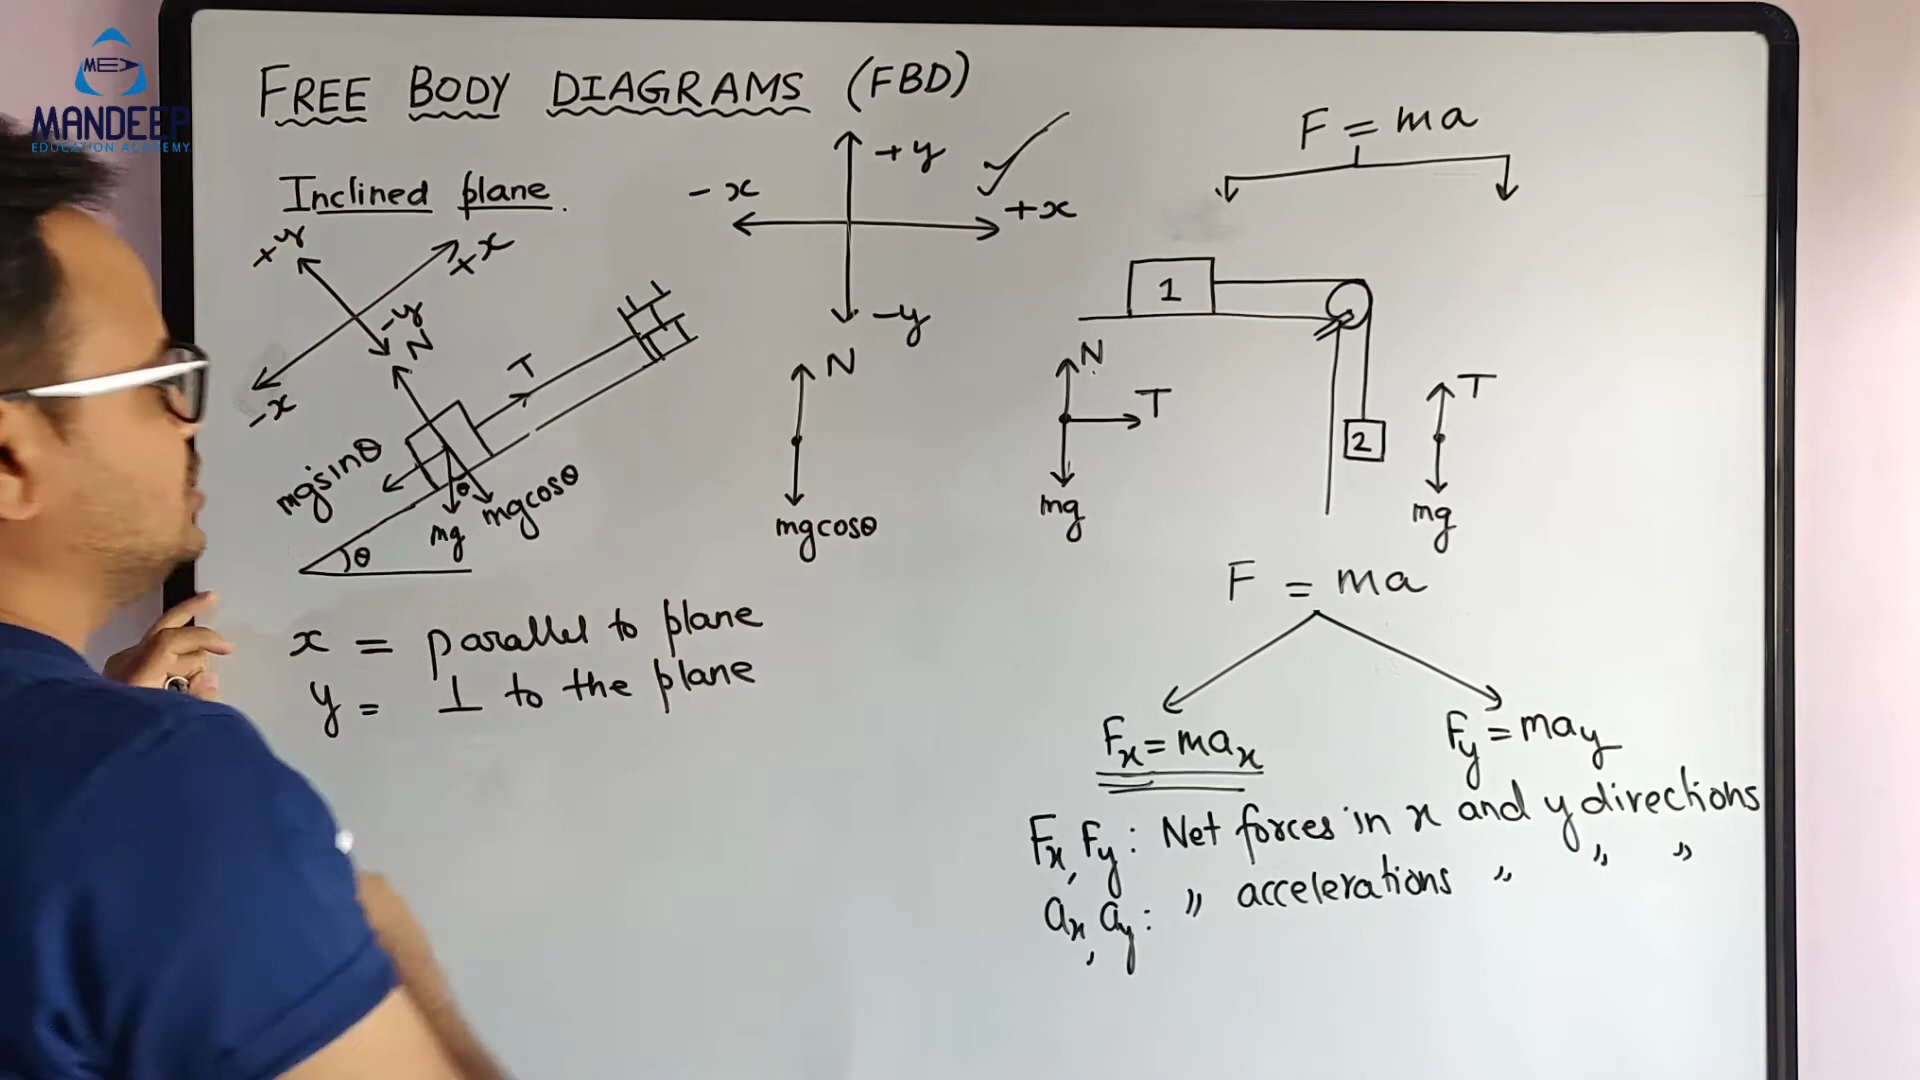 MANDEEP
EDUCATION ACADEMY
FREE BODY DIAGRAMS (FBD)
Inclined plane.
+y
+x
-y
-x
N
T
mgsinθ
θ
mg
mgcosθ
θ
x = parallel to plane
y = ⊥ to the plane
+y
-x
+x
-y
N
mgcosθ
F = ma
1
2
N
T
mg
T
mg
F = ma
Fx = max
Fy = may
Fx, Fy : Net forces in x and y directions
ax, ay : " accelerations " " "